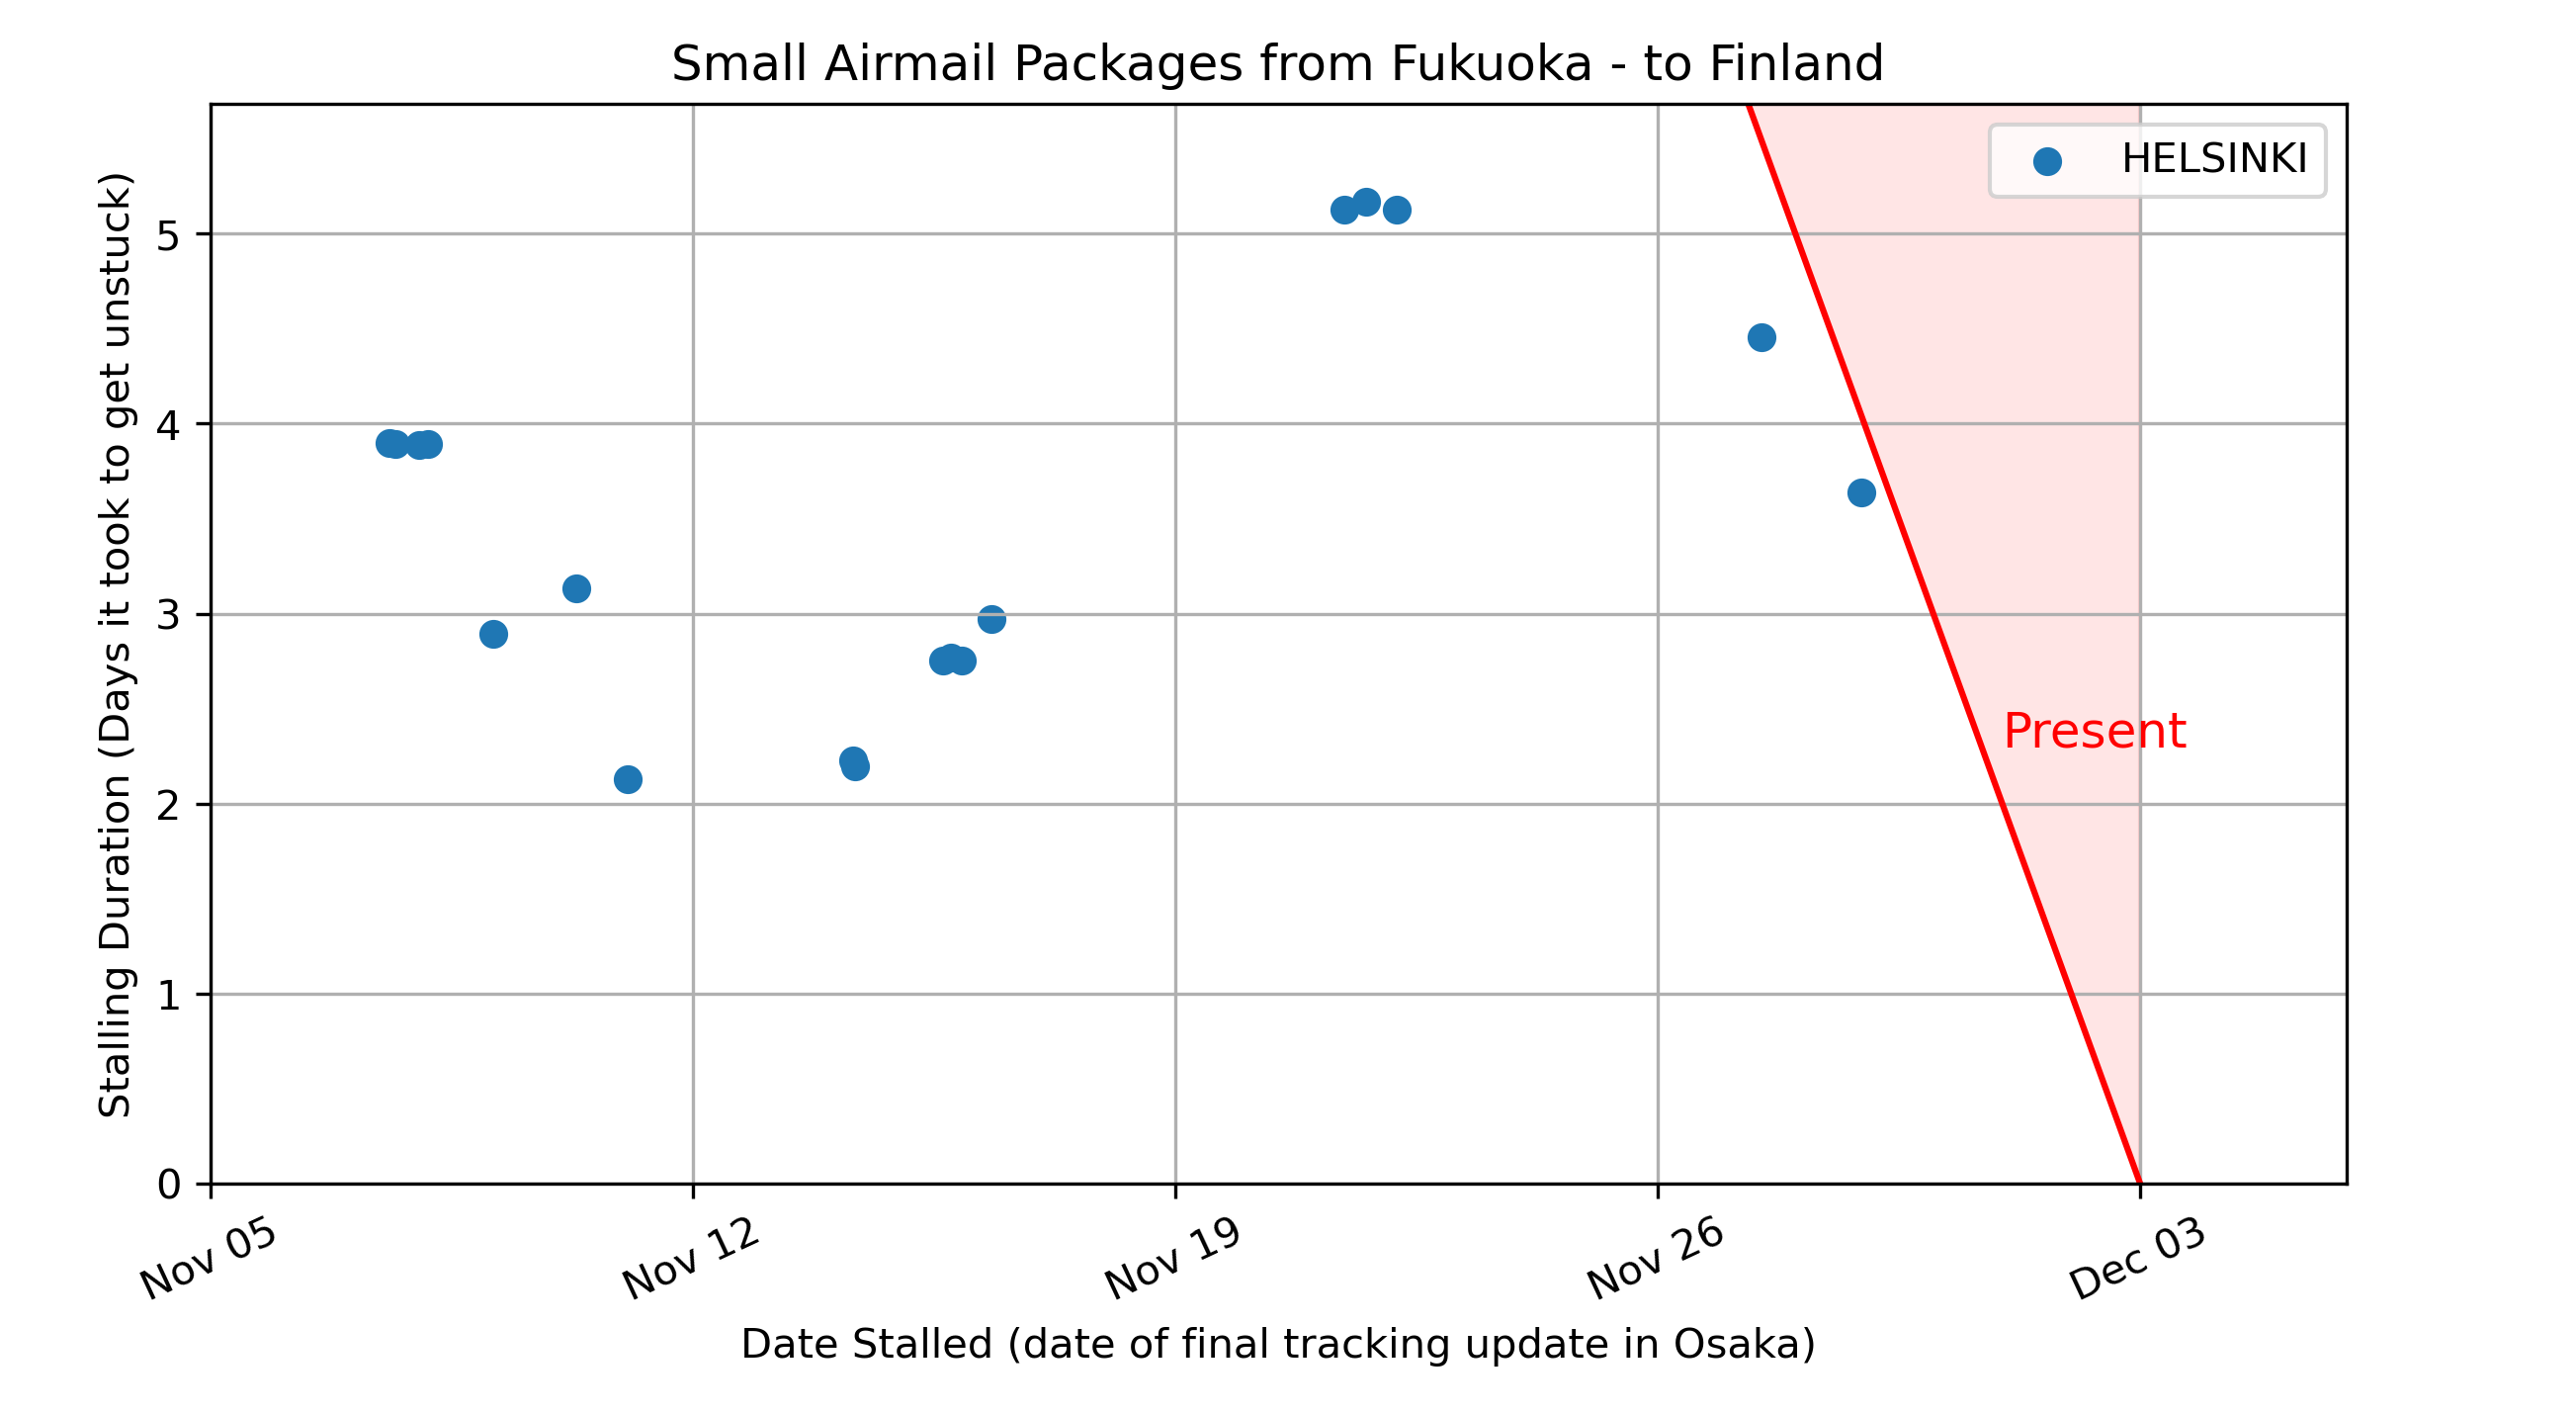 Small Airmail Packages from Fukuoka - to Finland
HELSINKI
Stalling Duration (Days it took to get unstuck)
5
4
3
2
1
0
Present
Nov 05
Nov 12
Nov 19
Nov 26
Dec 03
Date Stalled (date of final tracking update in Osaka)